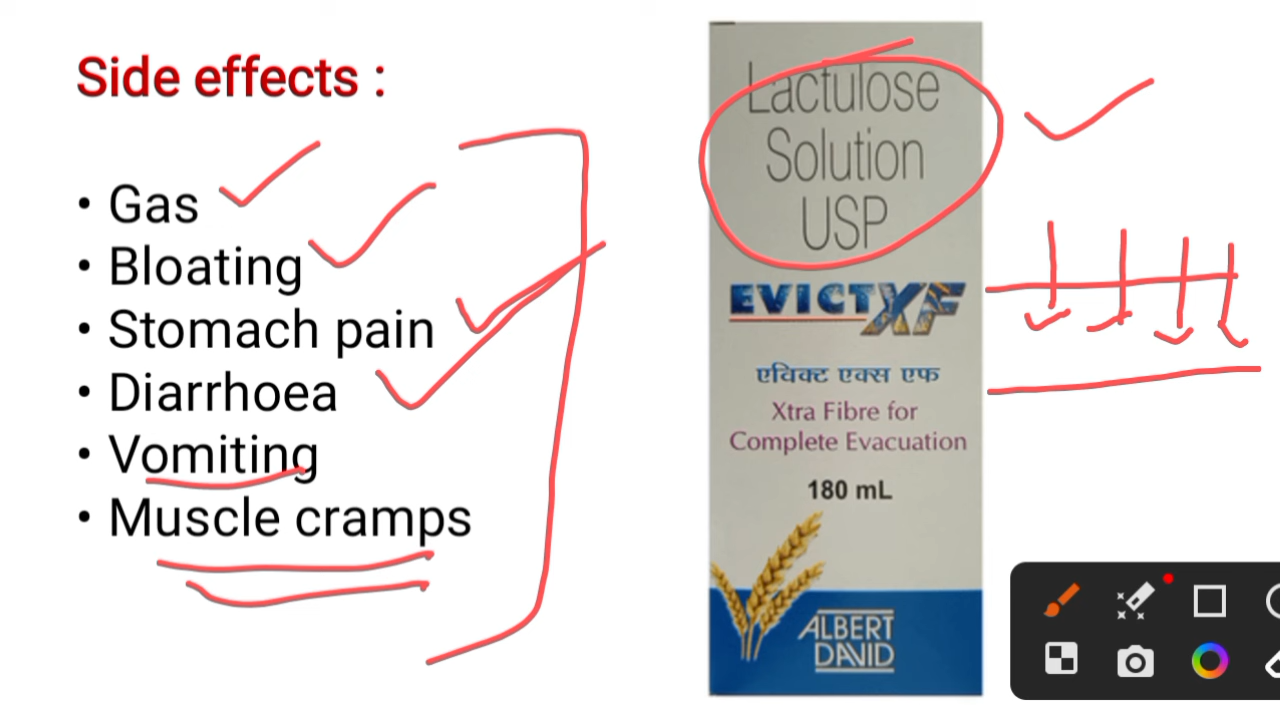 Side effects :
• Gas
• Bloating
• Stomach pain
• Diarrhoea
• Vomiting
• Muscle cramps
Lactulose
Solution
USP
EVICT XF
एविक्ट एक्स एफ
Xtra Fibre for
Complete Evacuation
180 mL
ALBERT
DAVID